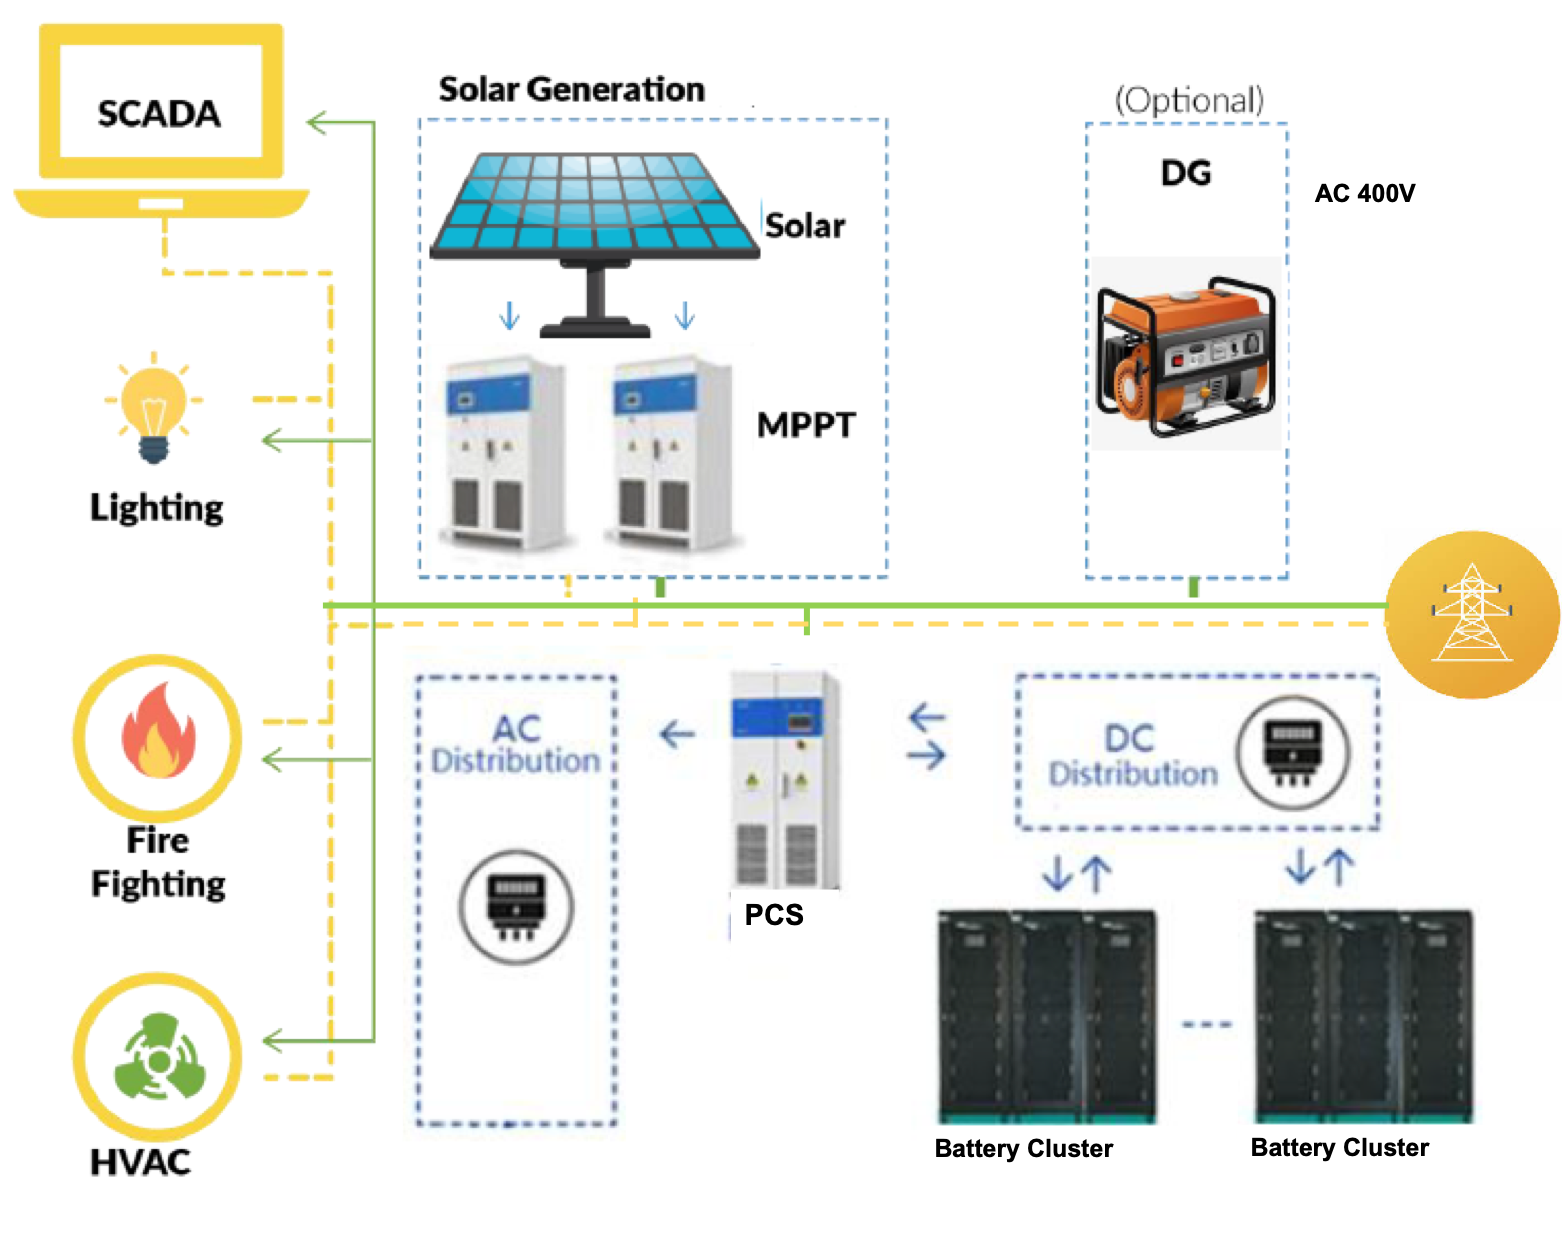 SCADA
Solar Generation
(Optional)
DG
AC 400V
Solar
MPPT
Lighting
AC
Distribution
DC
Distribution
Fire
Fighting
PCS
HVAC
Battery Cluster
Battery Cluster